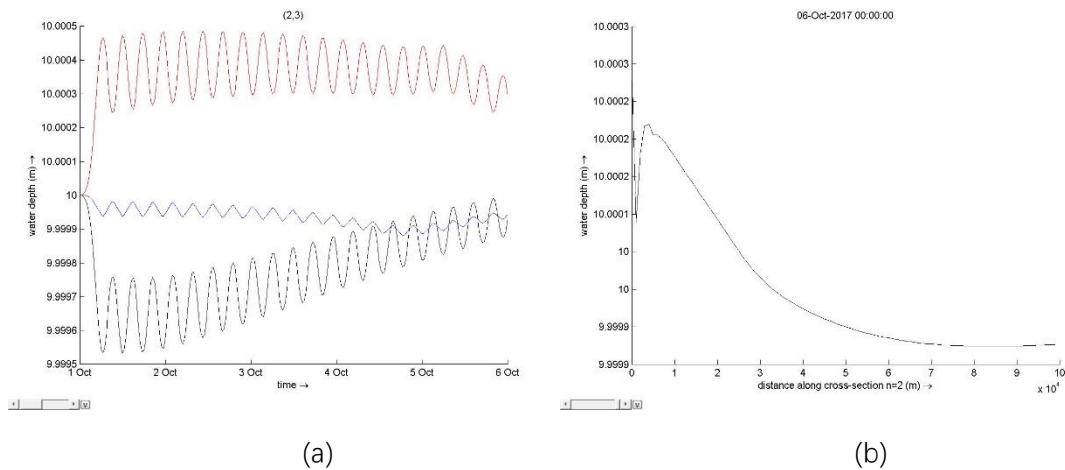 (2,3)
water depth (m) →
10.0005
10.0004
10.0003
10.0002
10.0001
10
9.9999
9.9998
9.9997
9.9996
9.9995
1 Oct 2 Oct 3 Oct 4 Oct 5 Oct 6 Oct
time →
(a)
06-Oct-2017 00:00:00
water depth (m) →
10.0003
10.0003
10.0002
10.0002
10.0002
10.0001
10
10
9.9999
9.9999
0 1 2 3 4 5 6 7 8 9 10
distance along cross-section n=2 (m) →
x 10⁴
(b)